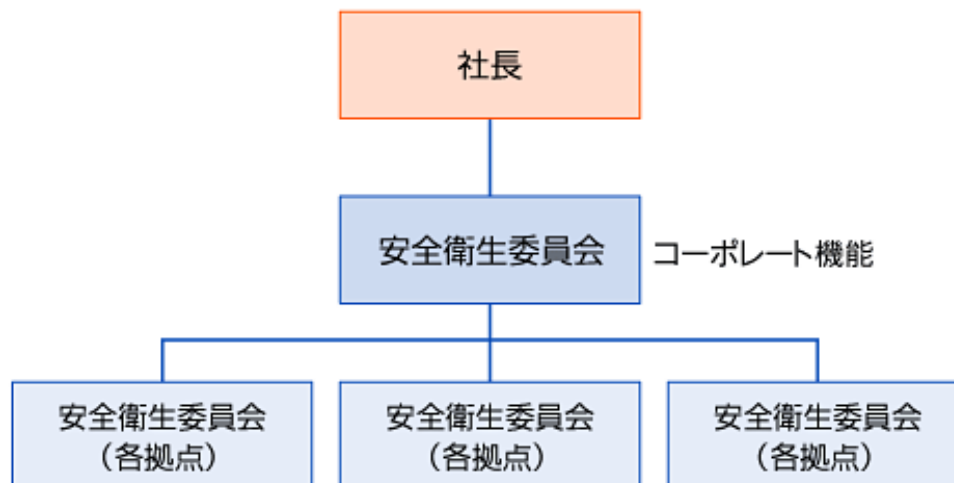 社長
安全衛生委員会
コーポレート機能
安全衛生委員会
（各拠点）
安全衛生委員会
（各拠点）
安全衛生委員会
（各拠点）